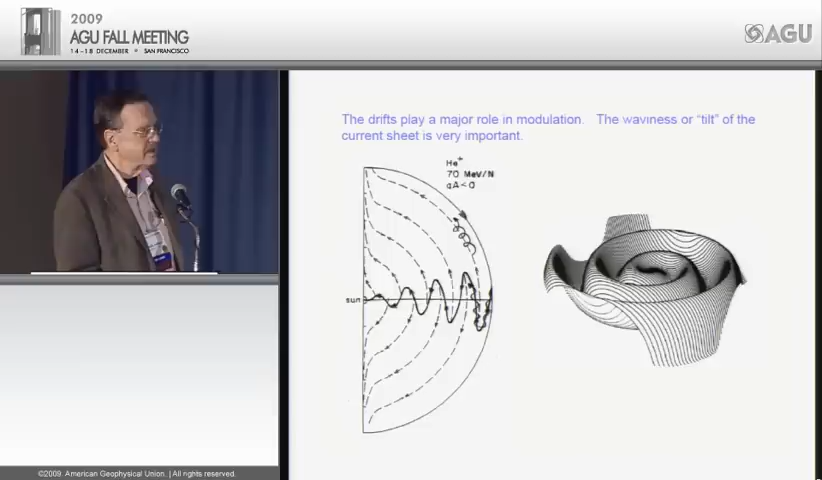 2009
AGU FALL MEETING
14–18 DECEMBER • SAN FRANCISCO
AGU
The drifts play a major role in modulation. The waviness or “tilt” of the
current sheet is very important.
He+
70 MeV/N
qA<0
sun
©2009. American Geophysical Union. | All rights reserved.